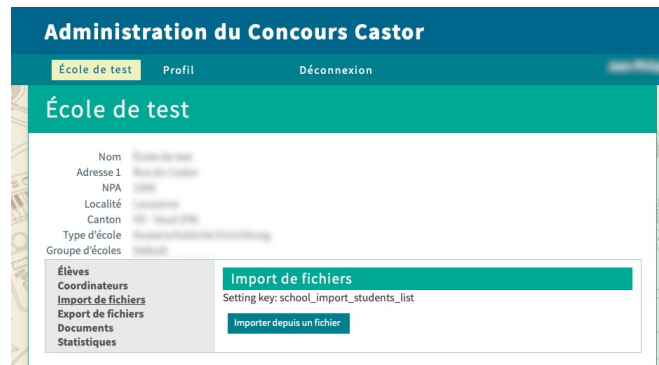 Administration du Concours Castor
École de test Profil Déconnexion
École de test
Nom
Adresse 1
NPA
Localité
Canton
Type d'école
Groupe d'écoles
Élèves
Coordinateurs
Import de fichiers
Export de fichiers
Documents
Statistiques
Import de fichiers
Setting key: school_import_students_list
Importer depuis un fichier